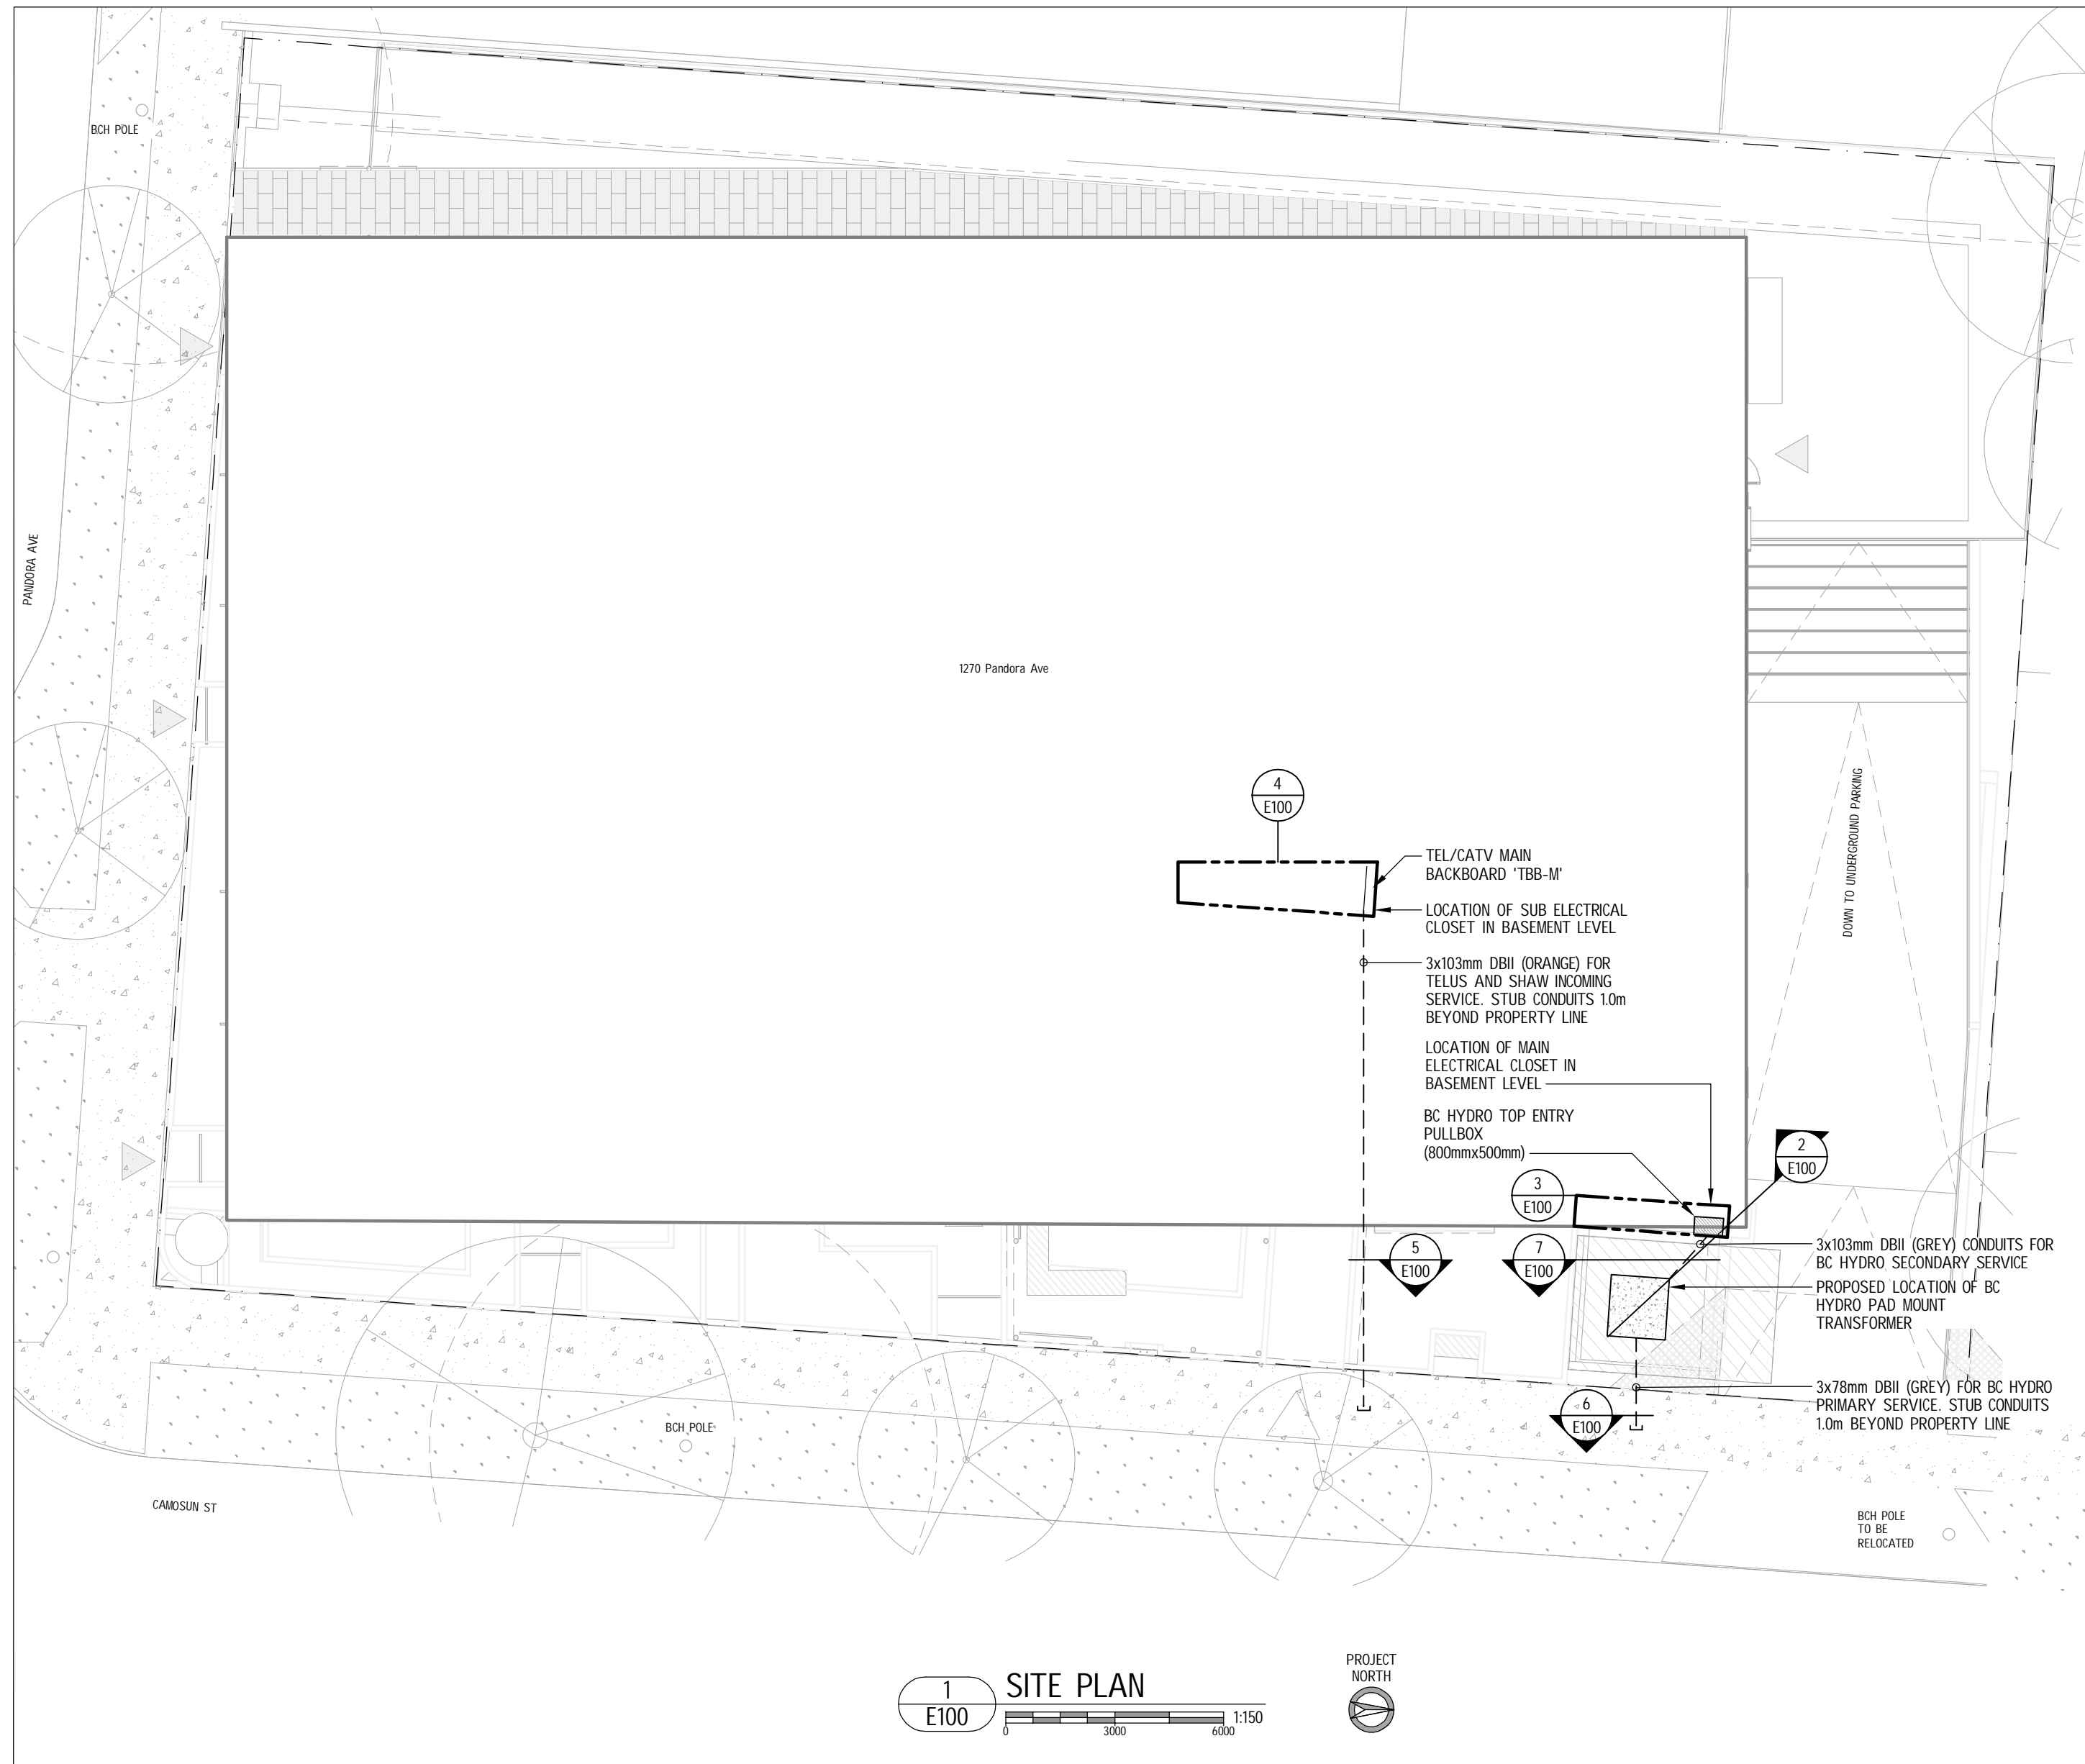 BCH POLE
PANDORA AVE
1270 Pandora Ave
4
E100
TEL/CATV MAIN
BACKBOARD 'TBB-M'
LOCATION OF SUB ELECTRICAL
CLOSET IN BASEMENT LEVEL
3x103mm DBII (ORANGE) FOR
TELUS AND SHAW INCOMING
SERVICE. STUB CONDUITS 1.0m
BEYOND PROPERTY LINE
LOCATION OF MAIN
ELECTRICAL CLOSET IN
BASEMENT LEVEL
BC HYDRO TOP ENTRY
PULLBOX
(800mmx500mm)
DOWN TO UNDERGROUND PARKING
2
E100
3
E100
5
E100
7
E100
3x103mm DBII (GREY) CONDUITS FOR
BC HYDRO SECONDARY SERVICE
PROPOSED LOCATION OF BC
HYDRO PAD MOUNT
TRANSFORMER
3x78mm DBII (GREY) FOR BC HYDRO
PRIMARY SERVICE. STUB CONDUITS
1.0m BEYOND PROPERTY LINE
6
E100
BCH POLE
CAMOSUN ST
BCH POLE
TO BE
RELOCATED
1
E100
SITE PLAN
1:150
0 3000 6000
PROJECT
NORTH